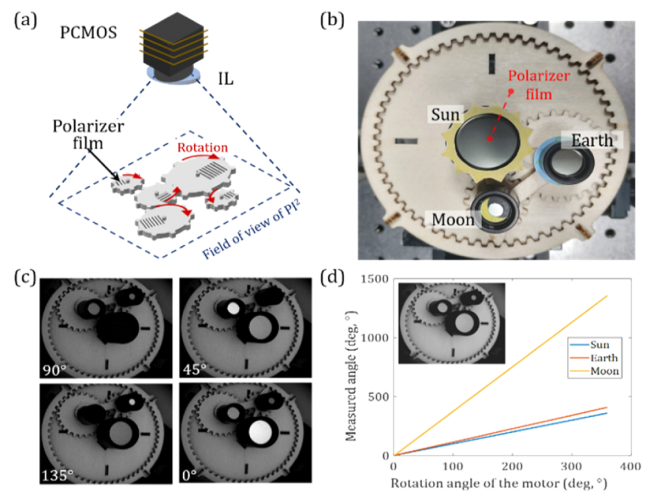 (a)
PCMOS
IL
Polarizer
film
Rotation
Field of view of PI²
(b)
Polarizer
film
Sun
Earth
Moon
(c)
90°
45°
135°
0°
(d)
1500
1000
500
0
Measured angle (deg, °)
Sun
Earth
Moon
0 100 200 300 400
Rotation angle of the motor (deg, °)